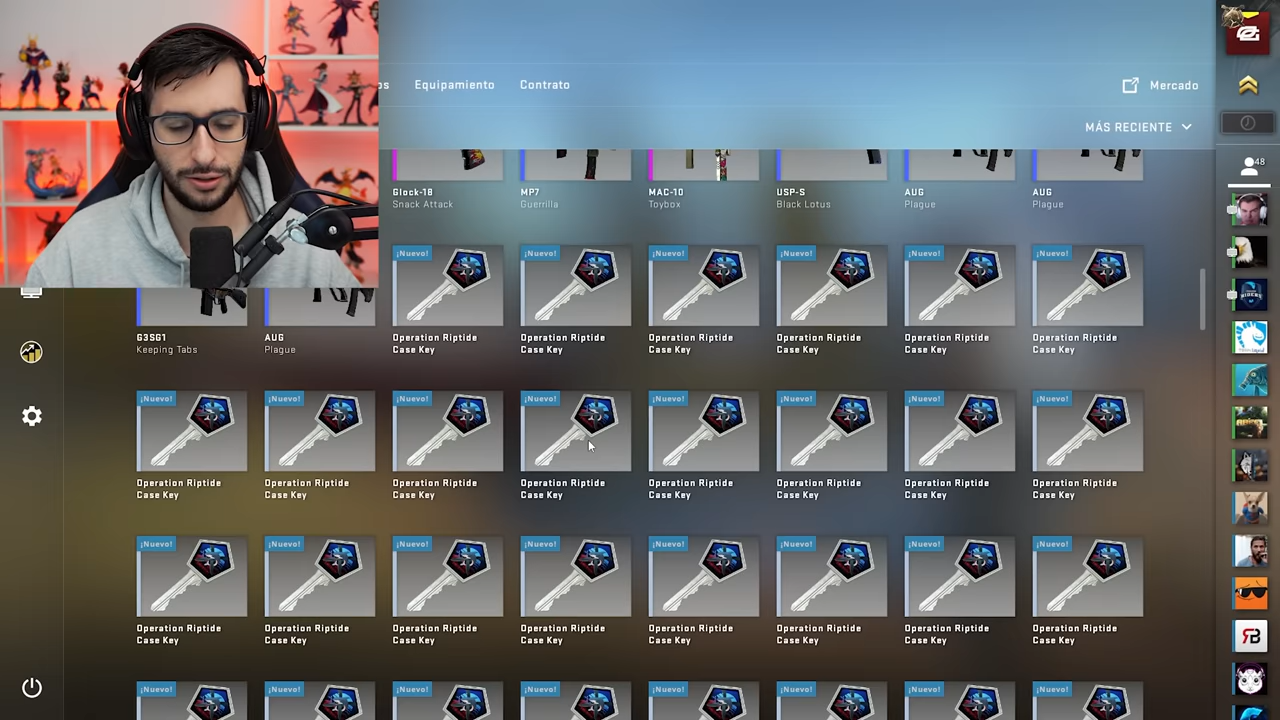 os
Equipamiento
Contrato
Mercado
MÁS RECIENTE
48
Glock-18
Snack Attack
MP7
Guerrilla
MAC-10
Toybox
USP-S
Black Lotus
AUG
Plague
AUG
Plague
G3SG1
Keeping Tabs
AUG
Plague
¡Nuevo!
Operation Riptide
Case Key
¡Nuevo!
Operation Riptide
Case Key
¡Nuevo!
Operation Riptide
Case Key
¡Nuevo!
Operation Riptide
Case Key
¡Nuevo!
Operation Riptide
Case Key
¡Nuevo!
Operation Riptide
Case Key
¡Nuevo!
Operation Riptide
Case Key
¡Nuevo!
Operation Riptide
Case Key
¡Nuevo!
Operation Riptide
Case Key
¡Nuevo!
Operation Riptide
Case Key
¡Nuevo!
Operation Riptide
Case Key
¡Nuevo!
Operation Riptide
Case Key
¡Nuevo!
Operation Riptide
Case Key
¡Nuevo!
Operation Riptide
Case Key
¡Nuevo!
Operation Riptide
Case Key
¡Nuevo!
Operation Riptide
Case Key
¡Nuevo!
Operation Riptide
Case Key
¡Nuevo!
Operation Riptide
Case Key
¡Nuevo!
Operation Riptide
Case Key
¡Nuevo!
Operation Riptide
Case Key
¡Nuevo!
Operation Riptide
Case Key
¡Nuevo!
Operation Riptide
Case Key
¡Nuevo!
¡Nuevo!
¡Nuevo!
¡Nuevo!
¡Nuevo!
¡Nuevo!
¡Nuevo!
¡Nuevo!
RB